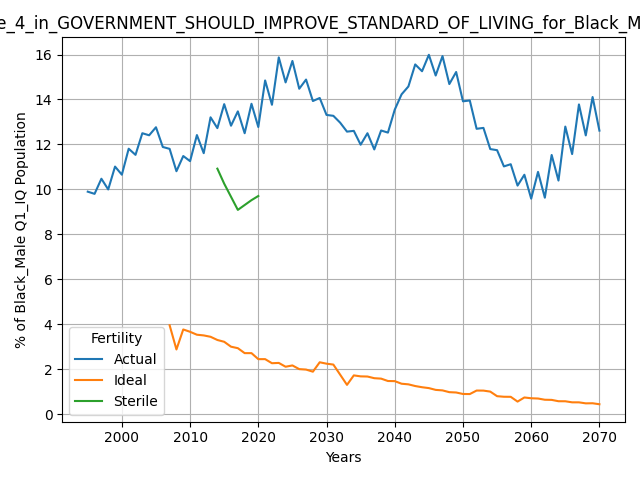 e_4_in_GOVERNMENT_SHOULD_IMPROVE_STANDARD_OF_LIVING_for_Black_M
% of Black_Male Q1_IQ Population
16
14
12
10
8
6
4
2
0
Fertility
Actual
Ideal
Sterile
2000 2010 2020 2030 2040 2050 2060 2070
Years